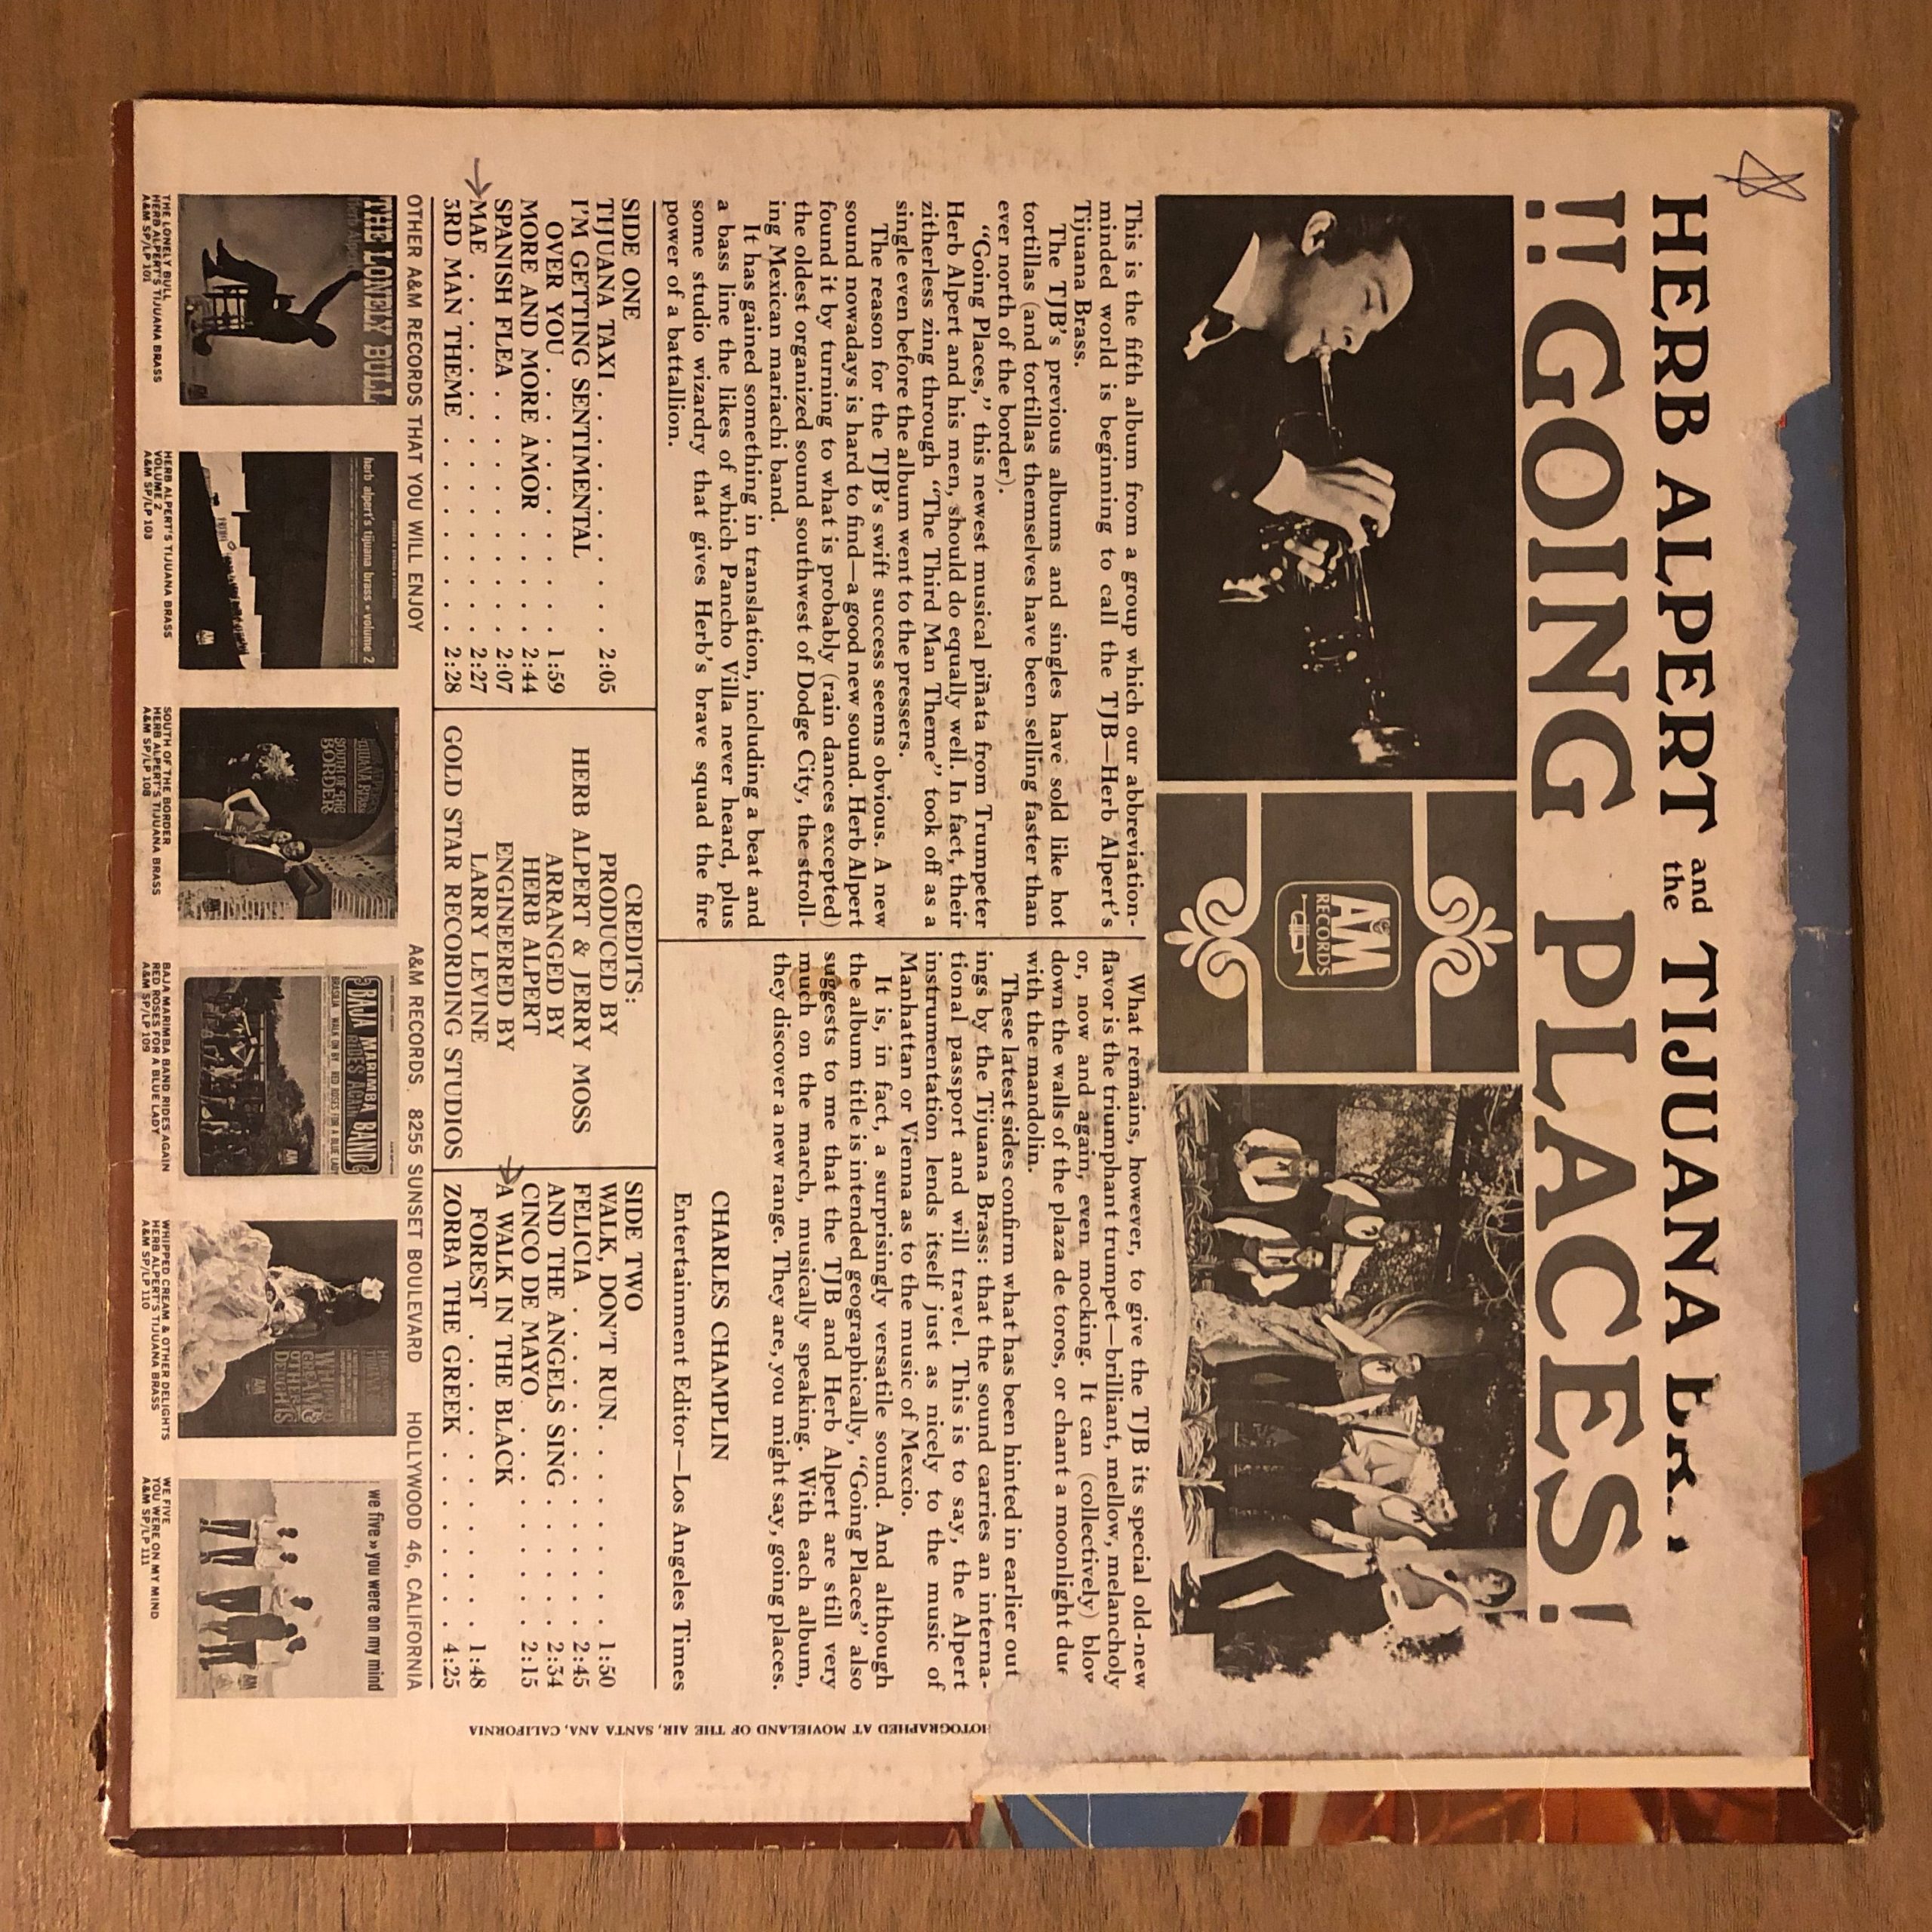 HERB ALPERT and the TIJUANA
!! GOING PLACES!!
A&M
RECORDS
This is the fifth album from a group which our abbreviation-
minded world is beginning to call the TJB—Herb Alpert's
Tijuana Brass.
The TJB's previous albums and singles have sold like hot
tortillas (and tortillas themselves have been selling faster than
ever north of the border).
“Going Places,” this newest musical piñata from Trumpeter
Herb Alpert and his men, should do equally well. In fact, their
zitherless zing through “The Third Man Theme” took off as a
single even before the album went to the pressers.
The reason for the TJB's swift success seems obvious. A new
sound nowadays is hard to find—a good new sound. Herb Alpert
found it by turning to what is probably (rain dances excepted)
the oldest organized sound southwest of Dodge City, the stroll-
ing Mexican mariachi band.
It has gained something in translation, including a beat and
a bass line the likes of which Pancho Villa never heard, plus
some studio wizardry that gives Herb's brave squad the fire
power of a battallion.
What remains, however, to give the TJB its special old-new
flavor is the triumphant trumpet—brilliant, mellow, melancholy
or, now and again, even mocking. It can (collectively) blow
down the walls of the plaza de toros, or chant a moonlight
with the mandolin.
These latest sides confirm what has been hinted in earlier out
ings by the Tijuana Brass: that the sound carries an interna-
tional passport and will travel. This is to say, the Alpert
instrumentation lends itself just as nicely to the music of
Manhattan or Vienna as to the music of Mexcio.
It is, in fact, a surprisingly versatile sound. And although
the album title is intended geographically, “Going Places” also
suggests to me that the TJB and Herb Alpert are still very
much on the march, musically speaking. With each album,
they discover a new range. They are, you might say, going places.
CHARLES CHAMPLIN
Entertainment Editor—Los Angeles Times
SIDE ONE
TIJUANA TAXI . . . . . . . . . . 2:05
I'M GETTING SENTIMENTAL
OVER YOU . . . . . . . . . . 1:59
MORE AND MORE AMOR . . . . . 2:44
SPANISH FLEA . . . . . . . . . . 2:07
MAE . . . . . . . . . . . . . . . 2:27
3RD MAN THEME . . . . . . . . . 2:28
CREDITS:
PRODUCED BY
HERB ALPERT & JERRY MOSS
ARRANGED BY
HERB ALPERT
ENGINEERED BY
LARRY LEVINE
GOLD STAR RECORDING STUDIOS
SIDE TWO
WALK, DON'T RUN . . . . . . . . . 1:50
FELICIA . . . . . . . . . . . . . 2:45
AND THE ANGELS SING . . . . . . 2:34
CINCO DE MAYO . . . . . . . . . 2:15
A WALK IN THE BLACK
FOREST . . . . . . . . . . . . 1:48
ZORBA THE GREEK . . . . . . . . 4:25
HOTOGRAPHED AT MOVIELAND OF THE AIR, SANTA ANA, CALIFORNIA
OTHER A&M RECORDS THAT YOU WILL ENJOY
A&M RECORDS. 8255 SUNSET BOULEVARD HOLLYWOOD 46, CALIFORNIA
THE LONELY BULL
herb alpert's tijuana brass • volume 2
SOUTH OF THE
BORDER
BAJA MARIMBA BAND
RIDES AGAIN
WHIPPED
CREAM &
OTHER
DELIGHTS
we five » you were on my mind
THE LONELY BULL
HERB ALPERT'S TIJUANA BRASS
A&M SP/LP 101
HERB ALPERT'S TIJUANA BRASS
VOLUME 2
A&M SP/LP 103
SOUTH OF THE BORDER
HERB ALPERT'S TIJUANA BRASS
A&M SP/LP 108
BAJA MARIMBA BAND RIDES AGAIN
RED ROSES FOR A BLUE LADY
A&M SP/LP 109
WHIPPED CREAM & OTHER DELIGHTS
HERB ALPERT'S TIJUANA BRASS
A&M SP/LP 110
WE FIVE
YOU WERE ON MY MIND
A&M SP/LP 111